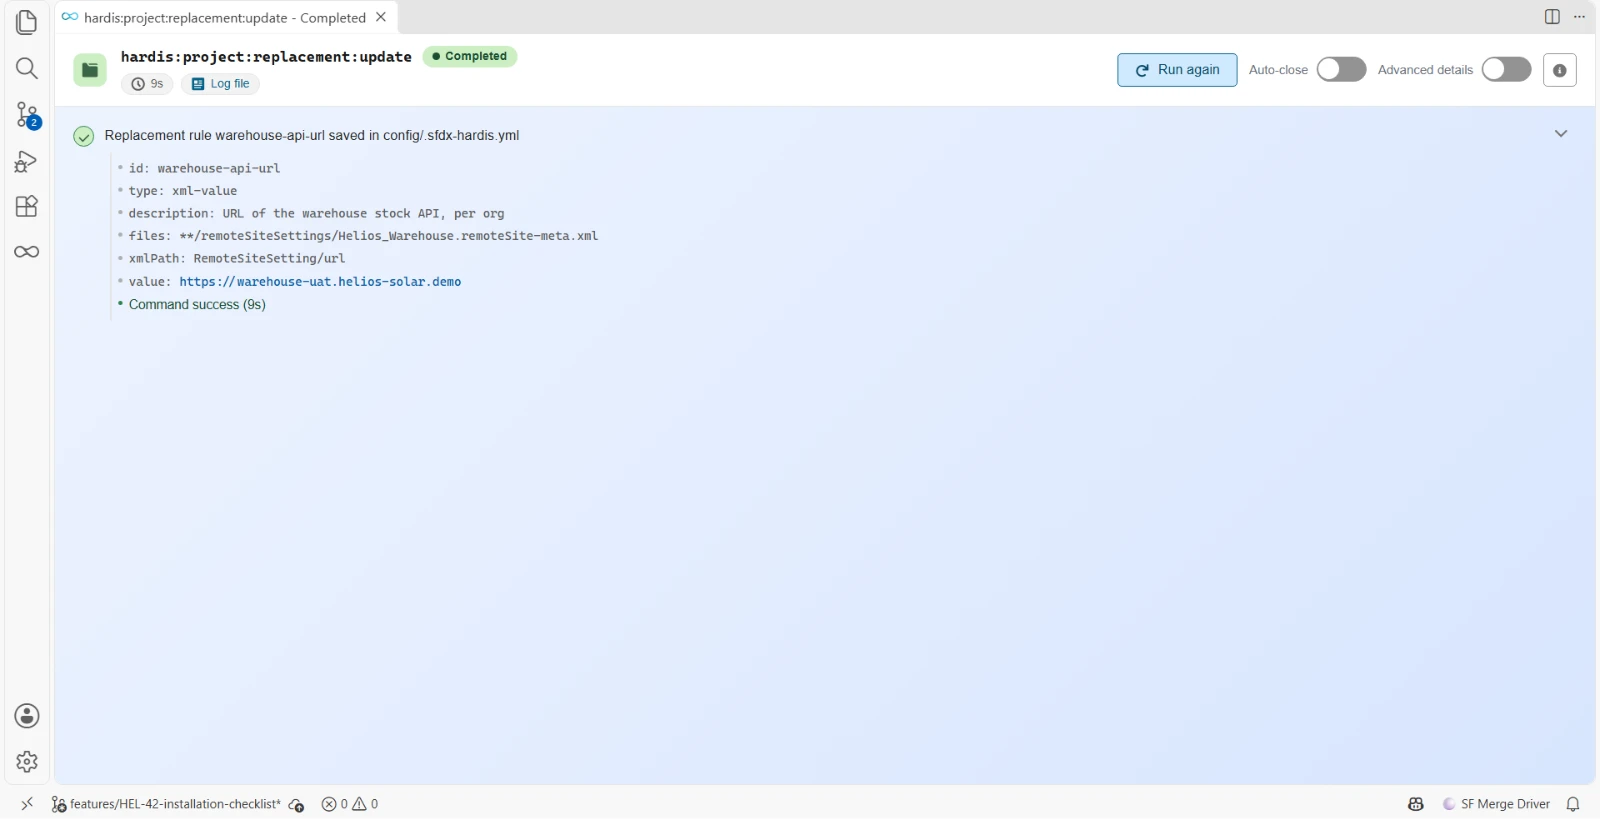 hardis:project:replacement:update - Completed
hardis:project:replacement:update
Completed
9s
Log file
Run again
Auto-close
Advanced details
2
Replacement rule warehouse-api-url saved in config/.sfdx-hardis.yml
id: warehouse-api-url
type: xml-value
description: URL of the warehouse stock API, per org
files: **/remoteSiteSettings/Helios_Warehouse.remoteSite-meta.xml
xmlPath: RemoteSiteSetting/url
value: https://warehouse-uat.helios-solar.demo
Command success (9s)
features/HEL-42-installation-checklist*
0
0
SF Merge Driver